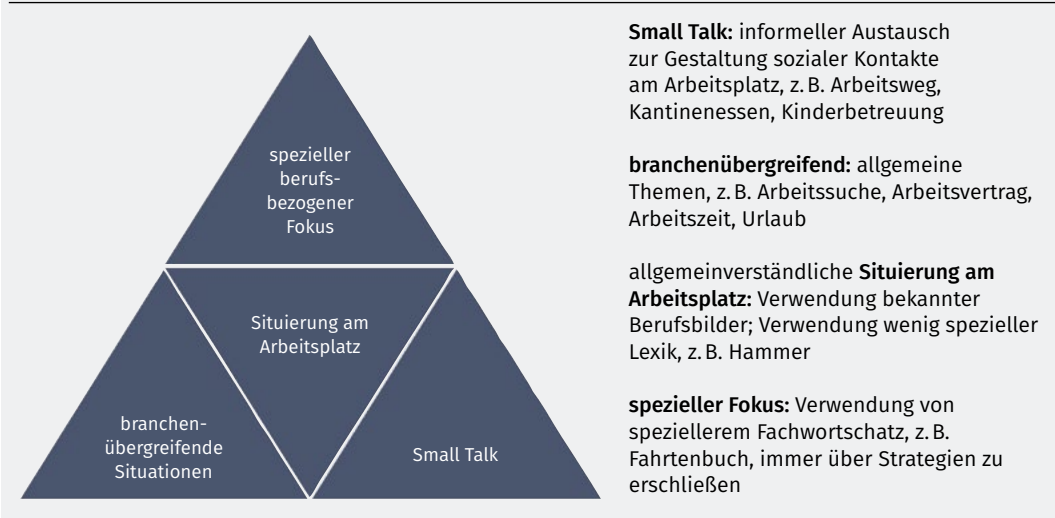 spezieller
berufs-
bezogener
Fokus
Situierung am
Arbeitsplatz
branchen-
übergreifende
Situationen
Small Talk
Small Talk: informeller Austausch
zur Gestaltung sozialer Kontakte
am Arbeitsplatz, z. B. Arbeitsweg,
Kantinenessen, Kinderbetreuung
branchenübergreifend: allgemeine
Themen, z. B. Arbeitssuche, Arbeitsvertrag,
Arbeitszeit, Urlaub
allgemeinverständliche Situierung am
Arbeitsplatz: Verwendung bekannter
Berufsbilder; Verwendung wenig spezieller
Lexik, z. B. Hammer
spezieller Fokus: Verwendung von
speziellerem Fachwortschatz, z. B.
Fahrtenbuch, immer über Strategien zu
erschließen